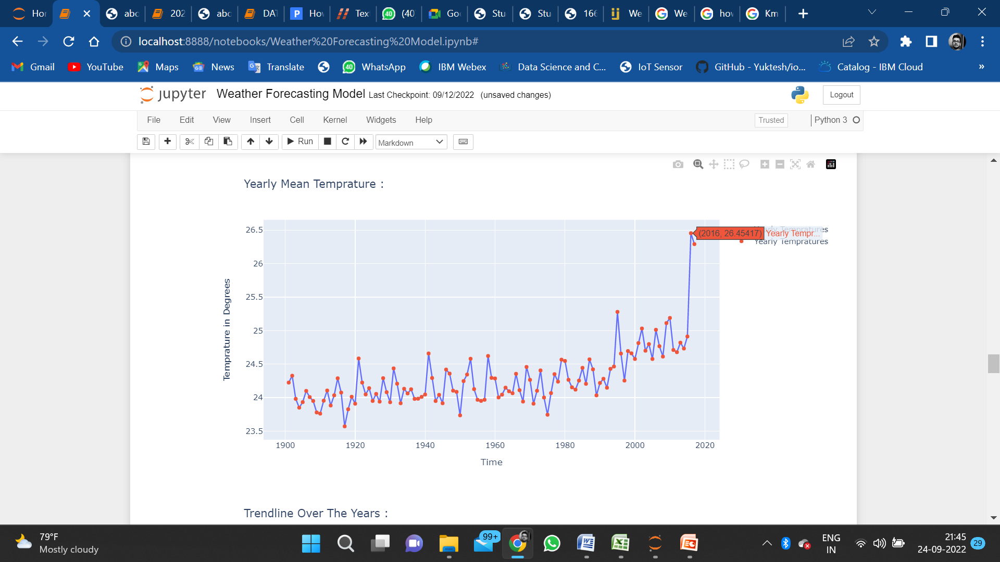 Hor abc 202 abc DAT Hov Tex (40 Goo Stu Stu 166 We We hov Km
localhost:8888/notebooks/Weather%20Forecasting%20Model.ipynb#
Gmail YouTube Maps News Translate WhatsApp IBM Webex Data Science and C... IoT Sensor GitHub - Yuktesh/io... Catalog - IBM Cloud »
jupyter Weather Forecasting Model Last Checkpoint: 09/12/2022 (unsaved changes) Logout
File Edit View Insert Cell Kernel Widgets Help Trusted Python 3
Run Markdown
Yearly Mean Temprature :
26.5
26
25.5
25
24.5
24
23.5
Temprature in Degrees
(2016, 26.45417) Yearly Tempr...
Yearly Tempratures
Yearly Tempratures
1900 1920 1940 1960 1980 2000 2020
Time
Trendline Over The Years :
79°F
Mostly cloudy
99+
ENG
IN
21:45
24-09-2022
29